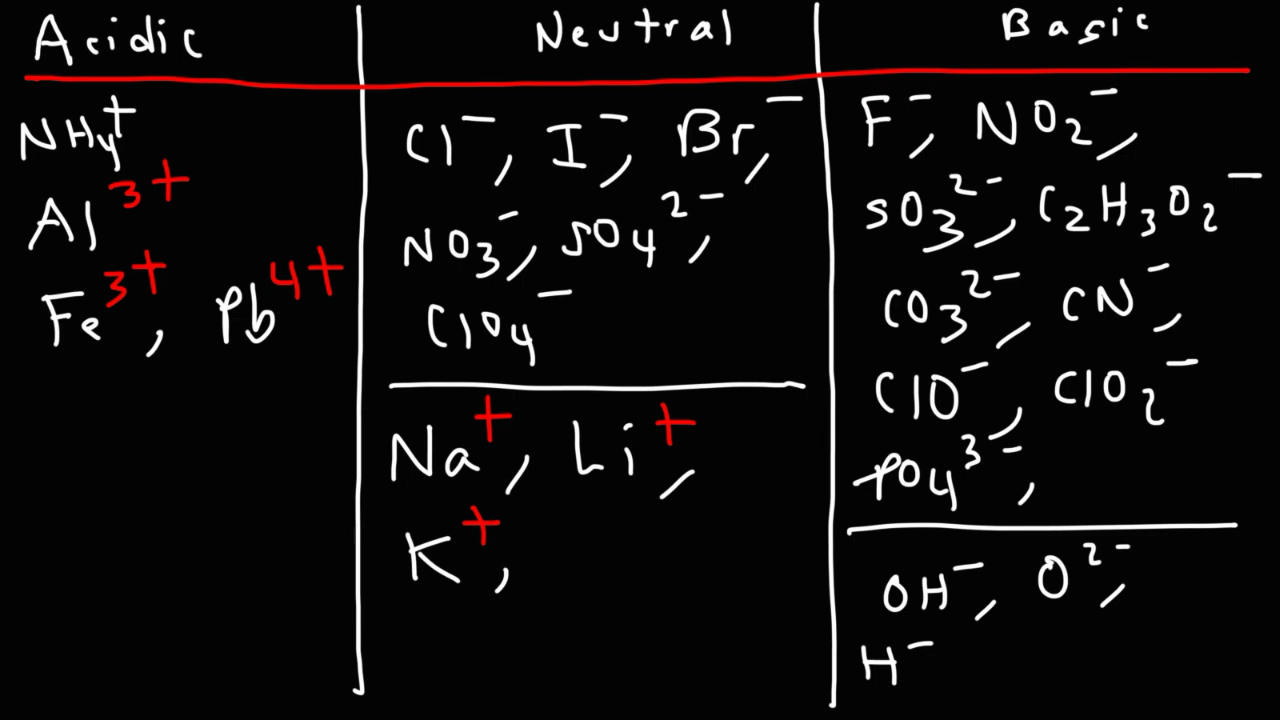 Acidic
NH₄⁺
Al³⁺
Fe³⁺, Pb⁴⁺
Neutral
Cl⁻, I⁻, Br⁻,
NO₃⁻, SO₄²⁻,
ClO₄⁻
Na⁺, Li⁺,
K⁺,
Basic
F⁻, NO₂⁻,
SO₃²⁻, C₂H₃O₂⁻
CO₃²⁻, CN⁻,
ClO⁻, ClO₂⁻
PO₄³⁻,
OH⁻, O²⁻,
H⁻